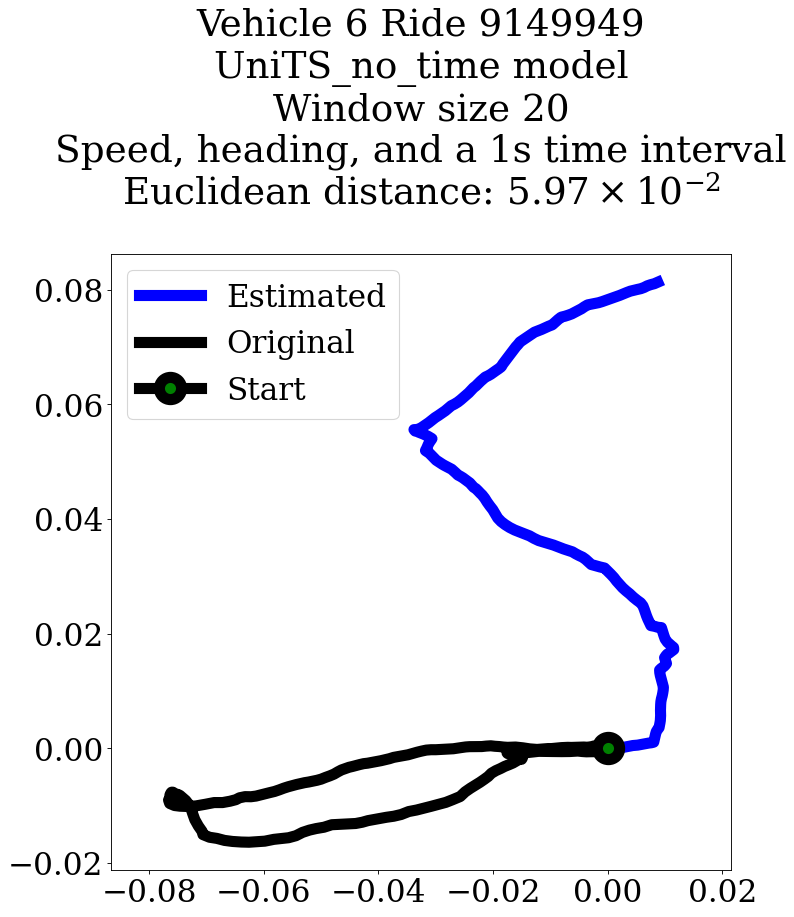 Vehicle 6 Ride 9149949
UniTS_no_time model
Window size 20
Speed, heading, and a 1s time interval
Euclidean distance: 5.97 × 10⁻²
Estimated
Original
Start
0.08
0.06
0.04
0.02
0.00
−0.02
−0.08 −0.06 −0.04 −0.02 0.00 0.02